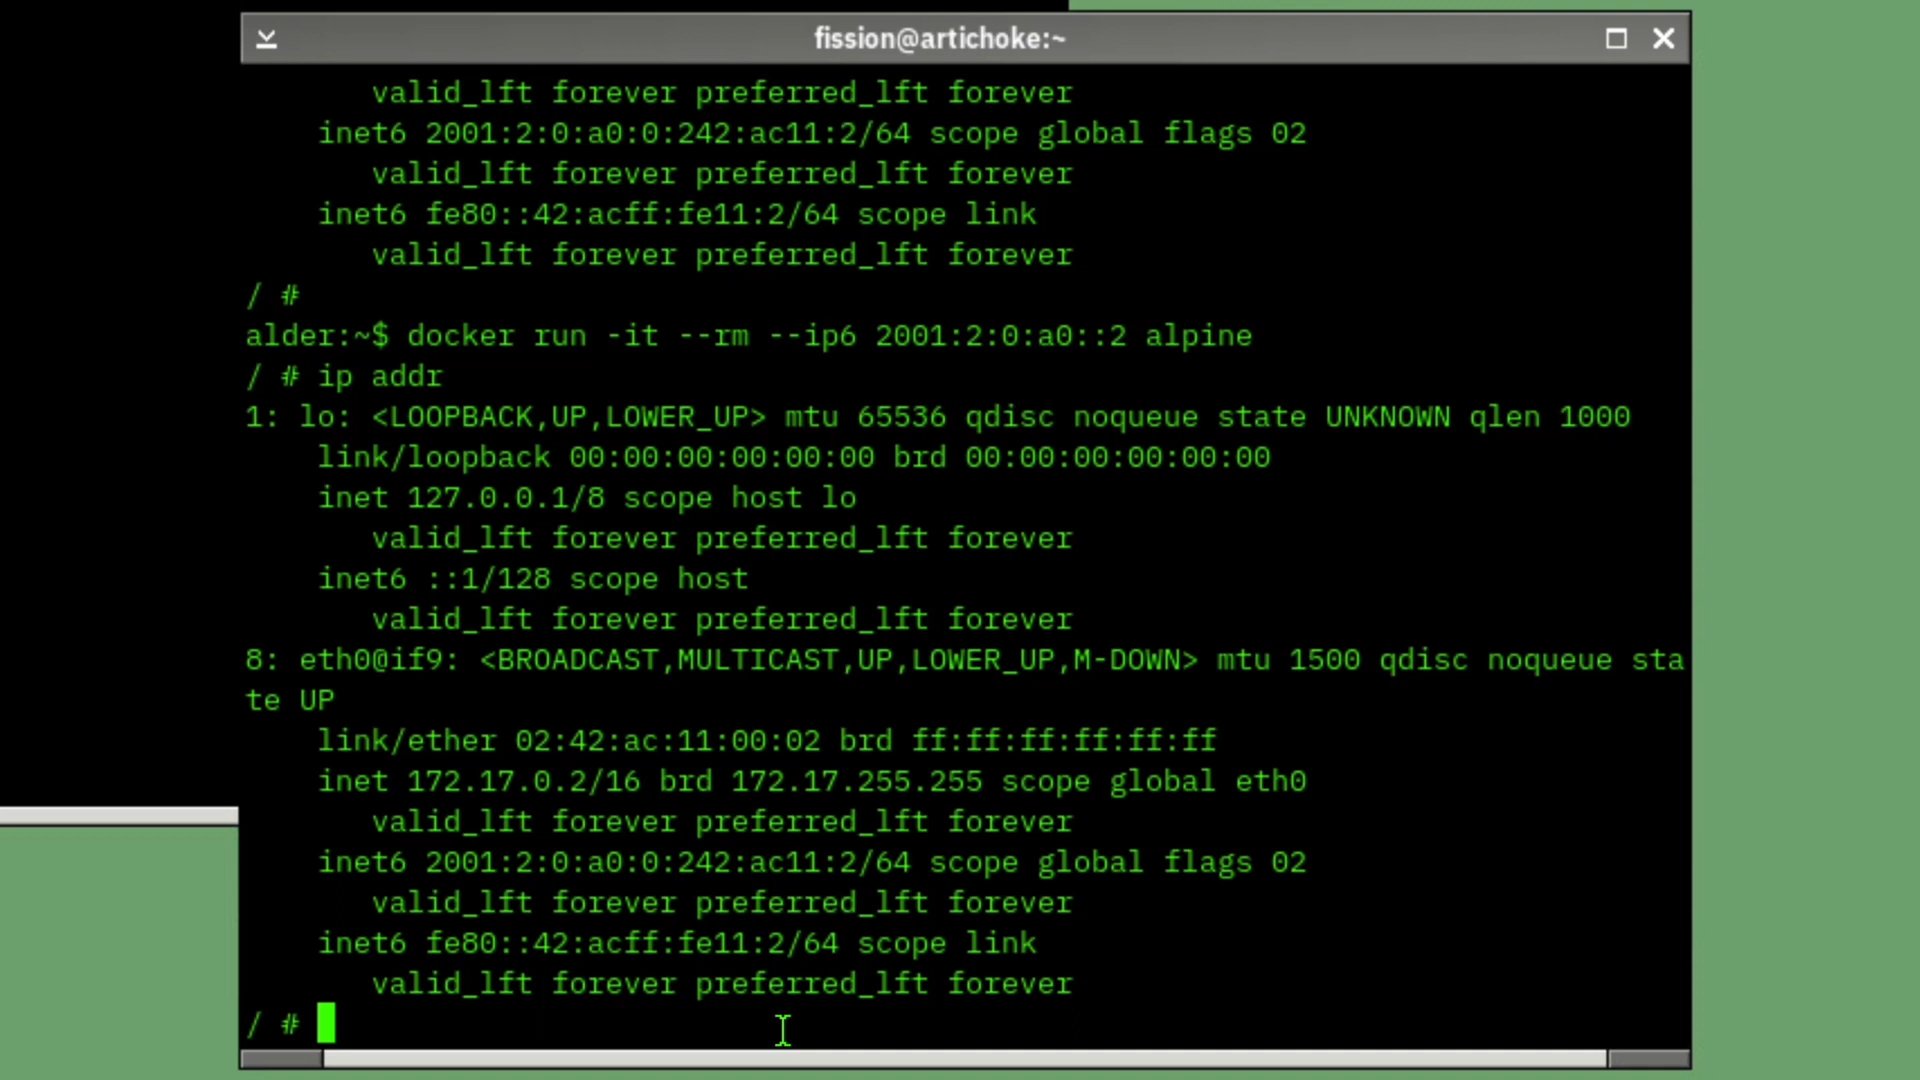 fission@artichoke:~
valid_lft forever preferred_lft forever
inet6 2001:2:0:a0:0:242:ac11:2/64 scope global flags 02
valid_lft forever preferred_lft forever
inet6 fe80::42:acff:fe11:2/64 scope link
valid_lft forever preferred_lft forever
/ #
alder:~$ docker run -it --rm --ip6 2001:2:0:a0::2 alpine
/ # ip addr
1: lo: <LOOPBACK,UP,LOWER_UP> mtu 65536 qdisc noqueue state UNKNOWN qlen 1000
link/loopback 00:00:00:00:00:00 brd 00:00:00:00:00:00
inet 127.0.0.1/8 scope host lo
valid_lft forever preferred_lft forever
inet6 ::1/128 scope host
valid_lft forever preferred_lft forever
8: eth0@if9: <BROADCAST,MULTICAST,UP,LOWER_UP,M-DOWN> mtu 1500 qdisc noqueue sta
te UP
link/ether 02:42:ac:11:00:02 brd ff:ff:ff:ff:ff:ff
inet 172.17.0.2/16 brd 172.17.255.255 scope global eth0
valid_lft forever preferred_lft forever
inet6 2001:2:0:a0:0:242:ac11:2/64 scope global flags 02
valid_lft forever preferred_lft forever
inet6 fe80::42:acff:fe11:2/64 scope link
valid_lft forever preferred_lft forever
/ #